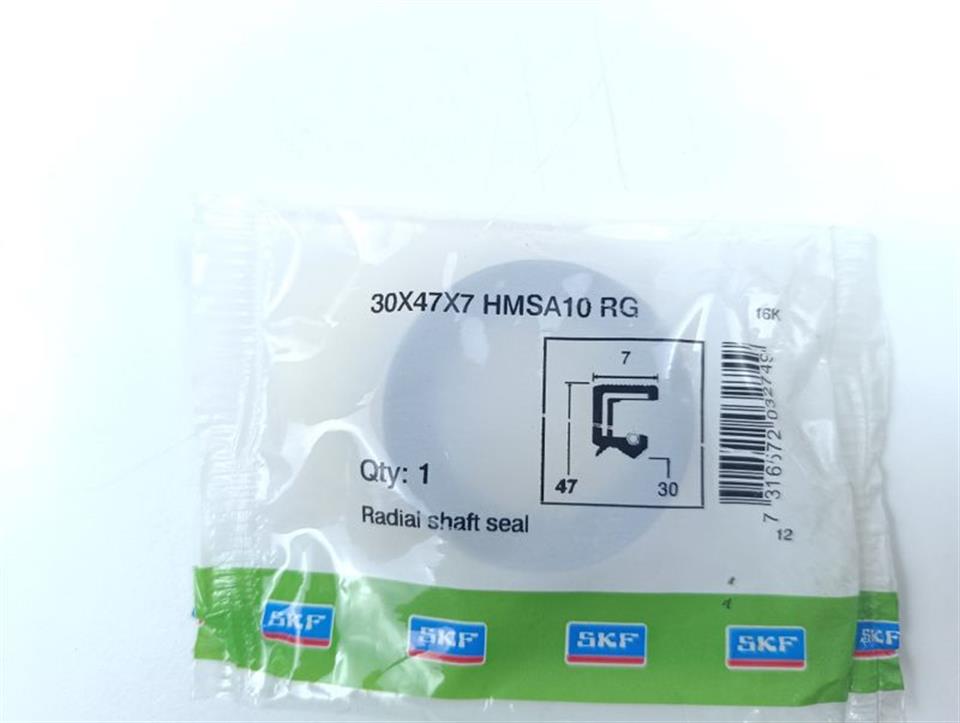 30X47X7 HMSA10 RG
16K
7
47
30
Qty: 1
Radial shaft seal
12
SKF
SKF
SKF
SKF
SKF